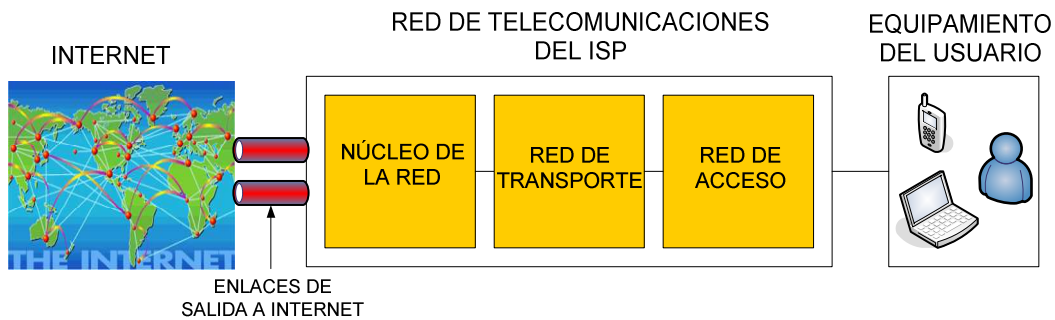 INTERNET
THE INTERNET
ENLACES DE
SALIDA A INTERNET
RED DE TELECOMUNICACIONES
DEL ISP
NÚCLEO DE
LA RED
RED DE
TRANSPORTE
RED DE
ACCESO
EQUIPAMIENTO
DEL USUARIO